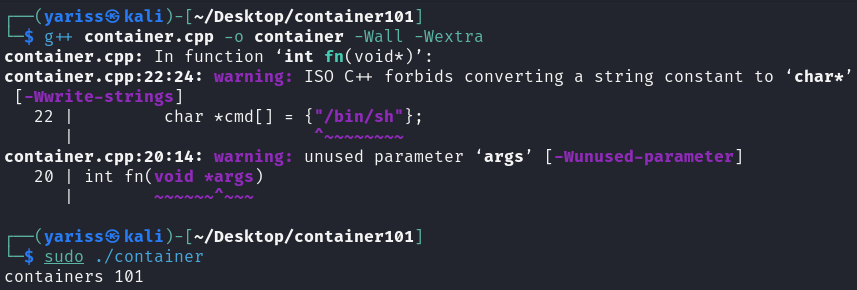 ┌──(yariss㉿kali)-[~/Desktop/container101]
└─$ g++ container.cpp -o container -Wall -Wextra
container.cpp: In function ‘int fn(void*)’:
container.cpp:22:24: warning: ISO C++ forbids converting a string constant to ‘char*’
[-Wwrite-strings]
   22 |         char *cmd[] = {"/bin/sh"};
      |                        ^~~~~~~~~
container.cpp:20:14: warning: unused parameter ‘args’ [-Wunused-parameter]
   20 | int fn(void *args)
      |        ~~~~~~^~~~
┌──(yariss㉿kali)-[~/Desktop/container101]
└─$ sudo ./container
containers 101